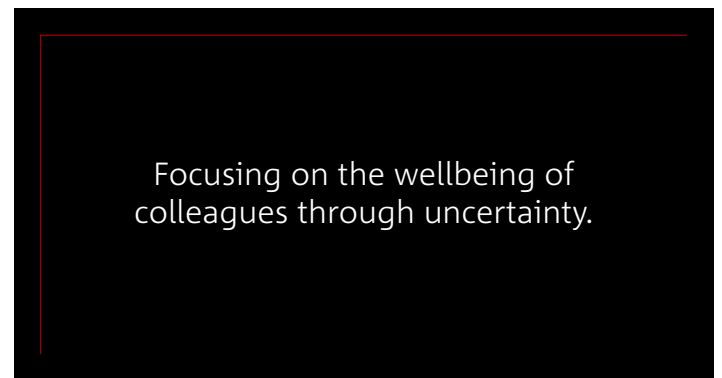 Focusing on the wellbeing of
colleagues through uncertainty.